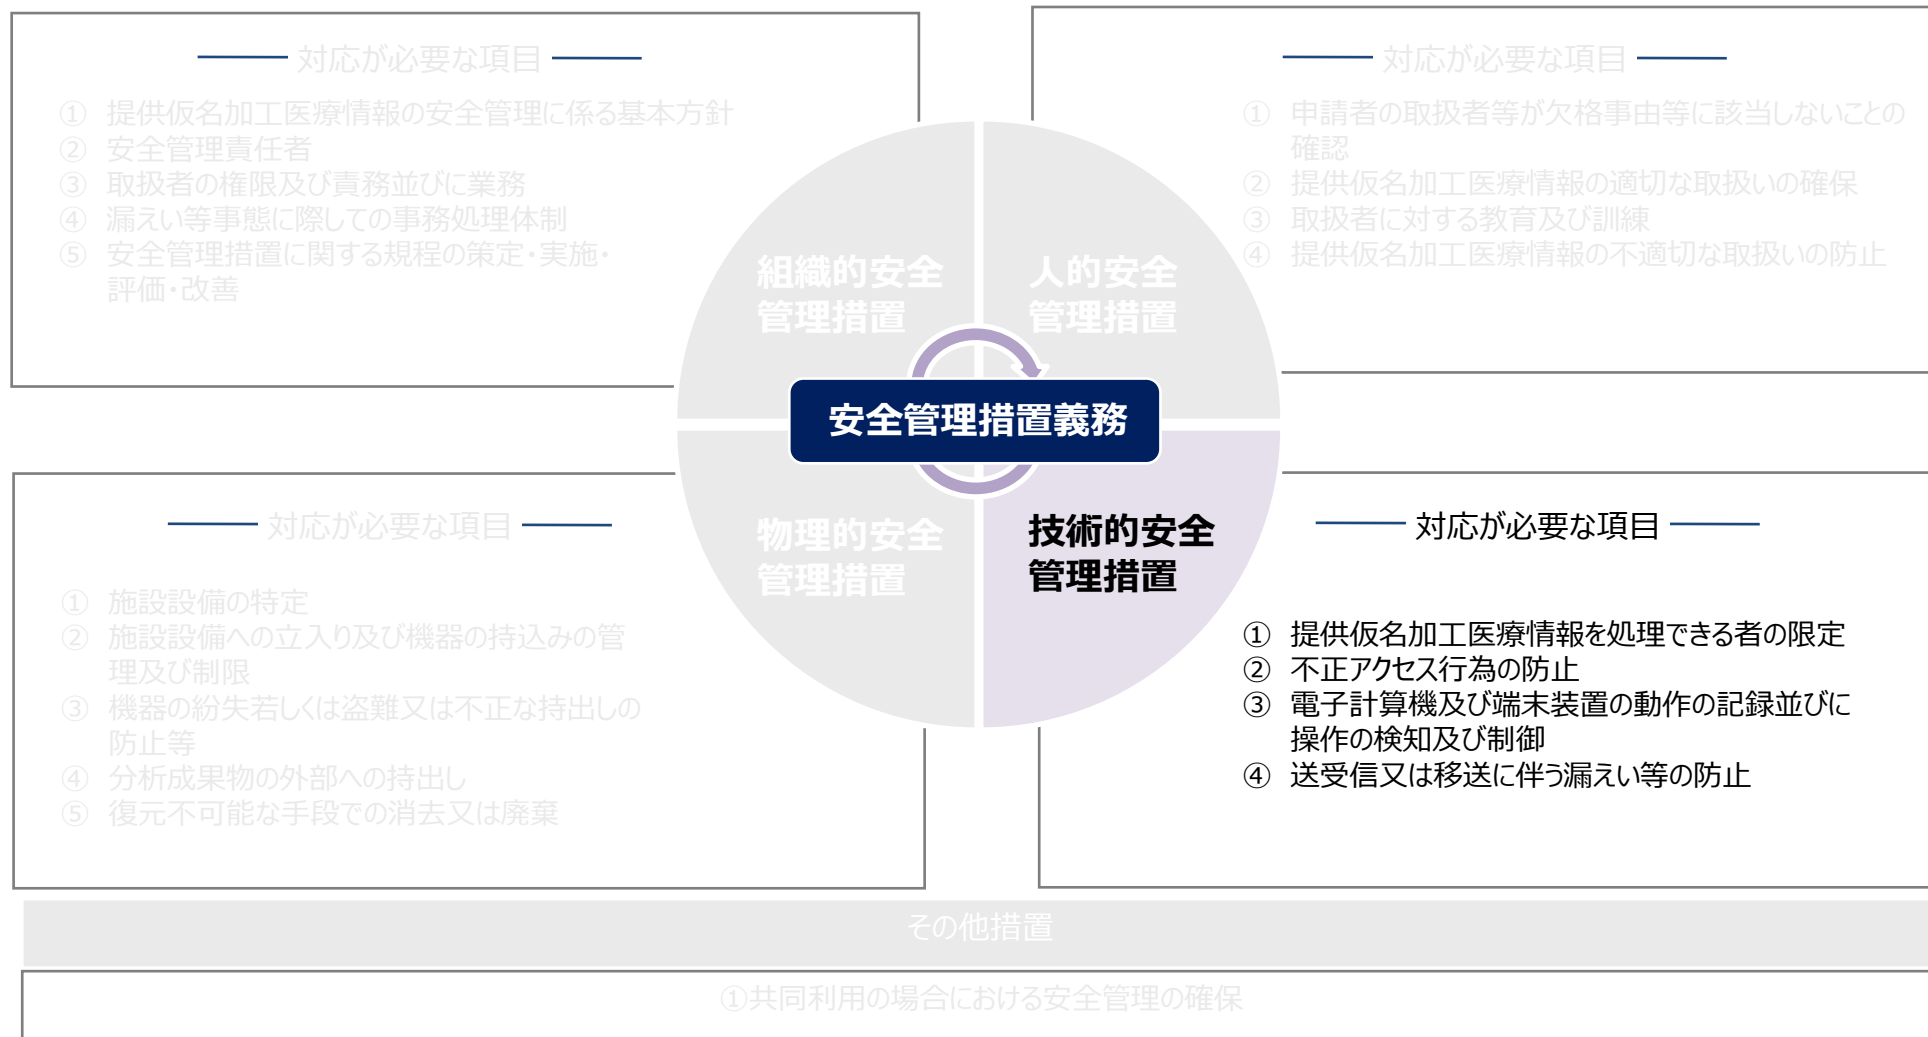 対応が必要な項目
① 提供仮名加工医療情報の安全管理に係る基本方針
② 安全管理責任者
③ 取扱者の権限及び責務並びに業務
④ 漏えい等事態に際しての事務処理体制
⑤ 安全管理措置に関する規程の策定・実施・
評価・改善
対応が必要な項目
① 申請者の取扱者等が欠格事由等に該当しないことの
確認
② 提供仮名加工医療情報の適切な取扱いの確保
③ 取扱者に対する教育及び訓練
④ 提供仮名加工医療情報の不適切な取扱いの防止
組織的安全
管理措置
人的安全
管理措置
安全管理措置義務
物理的安全
管理措置
技術的安全
管理措置
対応が必要な項目
① 施設設備の特定
② 施設設備への立入り及び機器の持込みの管
理及び制限
③ 機器の紛失若しくは盗難又は不正な持出しの
防止等
④ 分析成果物の外部への持出し
⑤ 復元不可能な手段での消去又は廃棄
対応が必要な項目
① 提供仮名加工医療情報を処理できる者の限定
② 不正アクセス行為の防止
③ 電子計算機及び端末装置の動作の記録並びに
操作の検知及び制御
④ 送受信又は移送に伴う漏えい等の防止
その他措置
①共同利用の場合における安全管理の確保